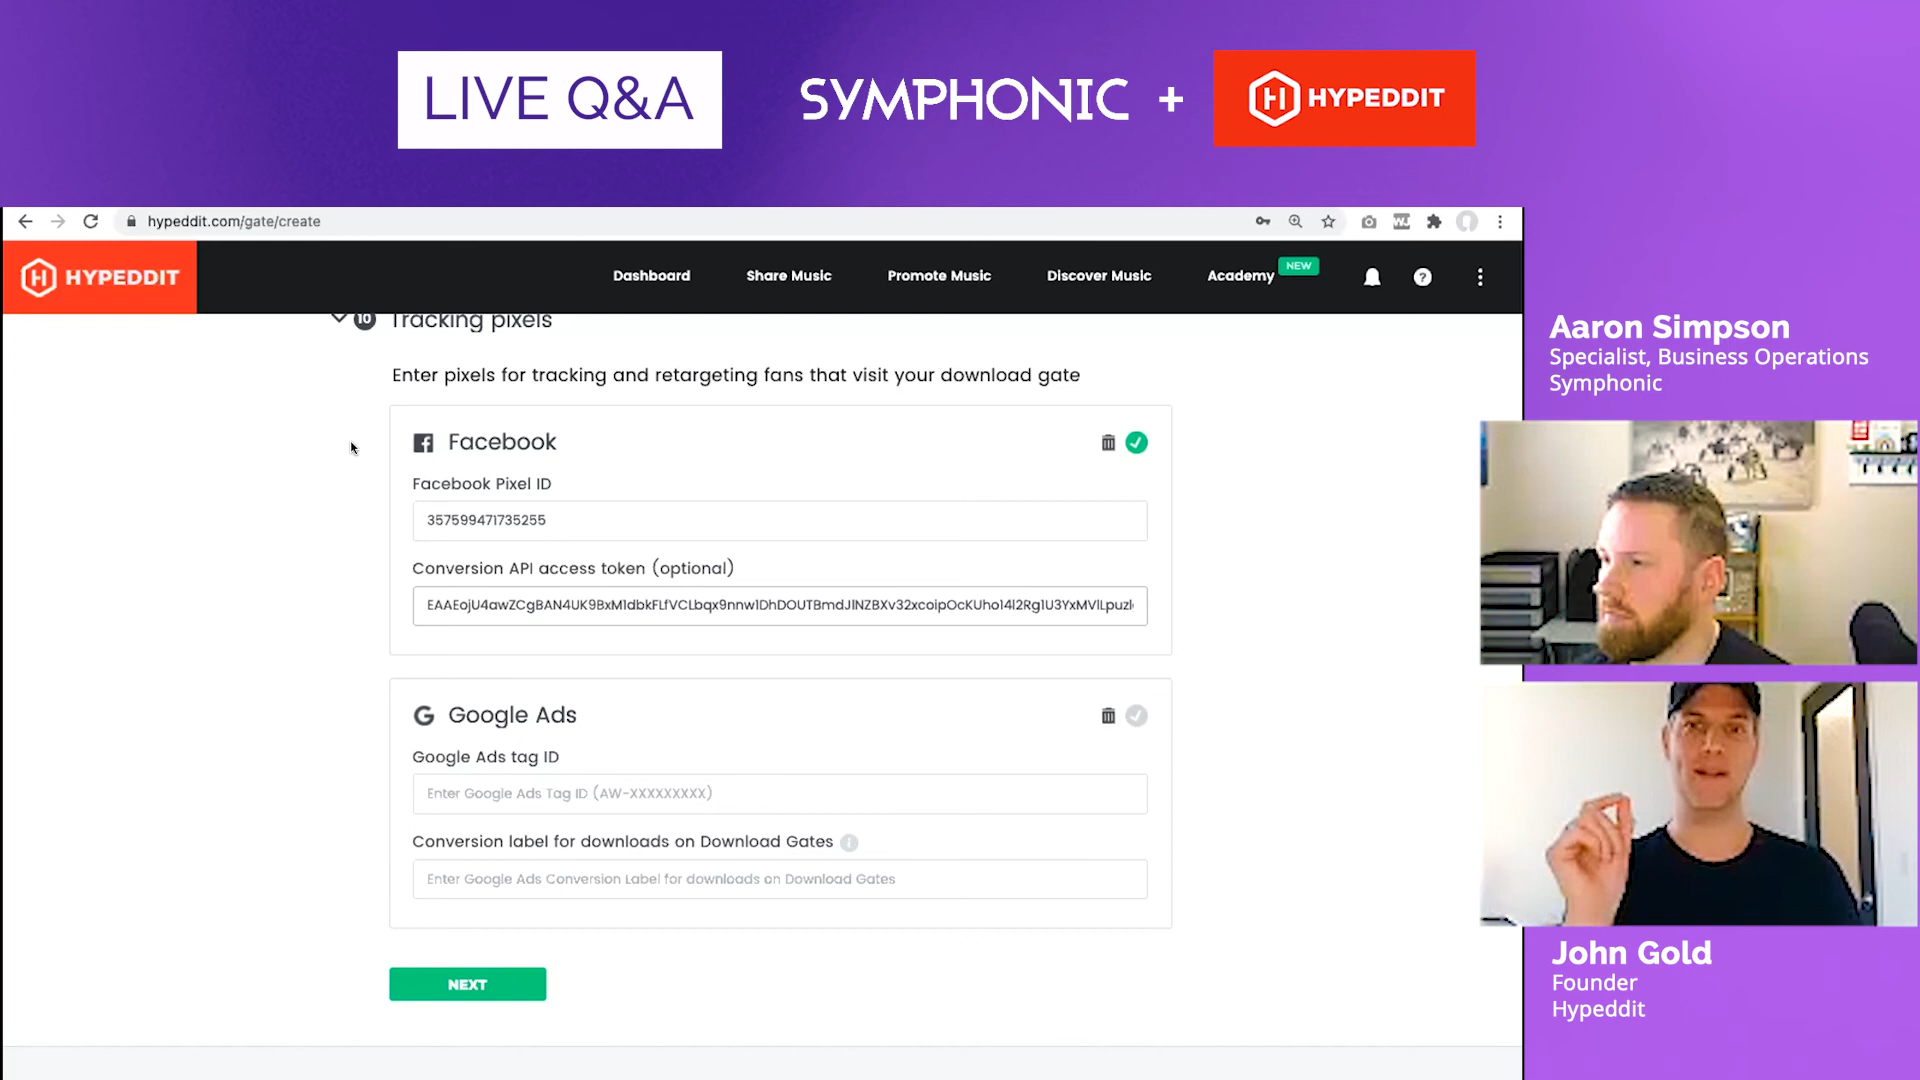 LIVE Q&A
SYMPHONIC + HYPEDDIT
hypeddit.com/gate/create
HYPEDDIT
Dashboard
Share Music
Promote Music
Discover Music
Academy
NEW
10 Tracking pixels
Enter pixels for tracking and retargeting fans that visit your download gate
Facebook
Facebook Pixel ID
357599471735255
Conversion API access token (optional)
Google Ads
Google Ads tag ID
Enter Google Ads Tag ID (AW-XXXXXXXXX)
Conversion label for downloads on Download Gates
Enter Google Ads Conversion Label for downloads on Download Gates
NEXT
Aaron Simpson
Specialist, Business Operations
Symphonic
John Gold
Founder
Hypeddit